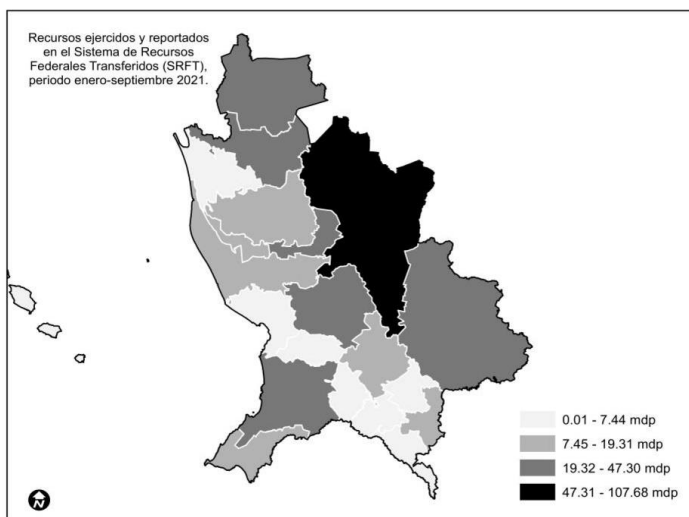 Recursos ejercidos y reportados
en el Sistema de Recursos
Federales Transferidos (SRFT),
periodo enero-septiembre 2021.
0.01 - 7.44 mdp
7.45 - 19.31 mdp
19.32 - 47.30 mdp
47.31 - 107.68 mdp
N